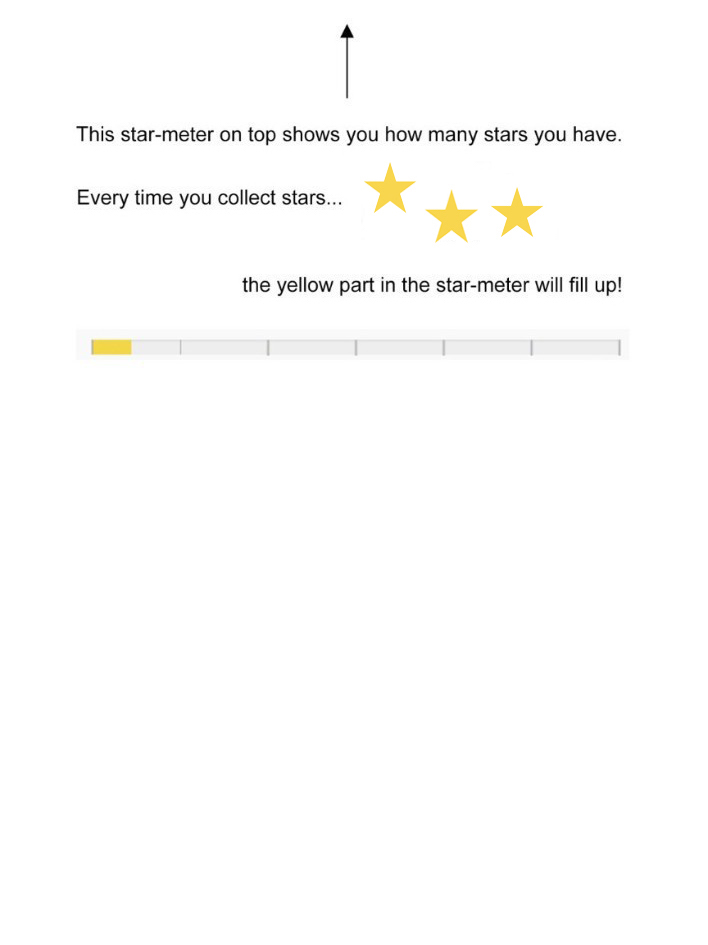 This star-meter on top shows you how many stars you have.
Every time you collect stars...
the yellow part in the star-meter will fill up!